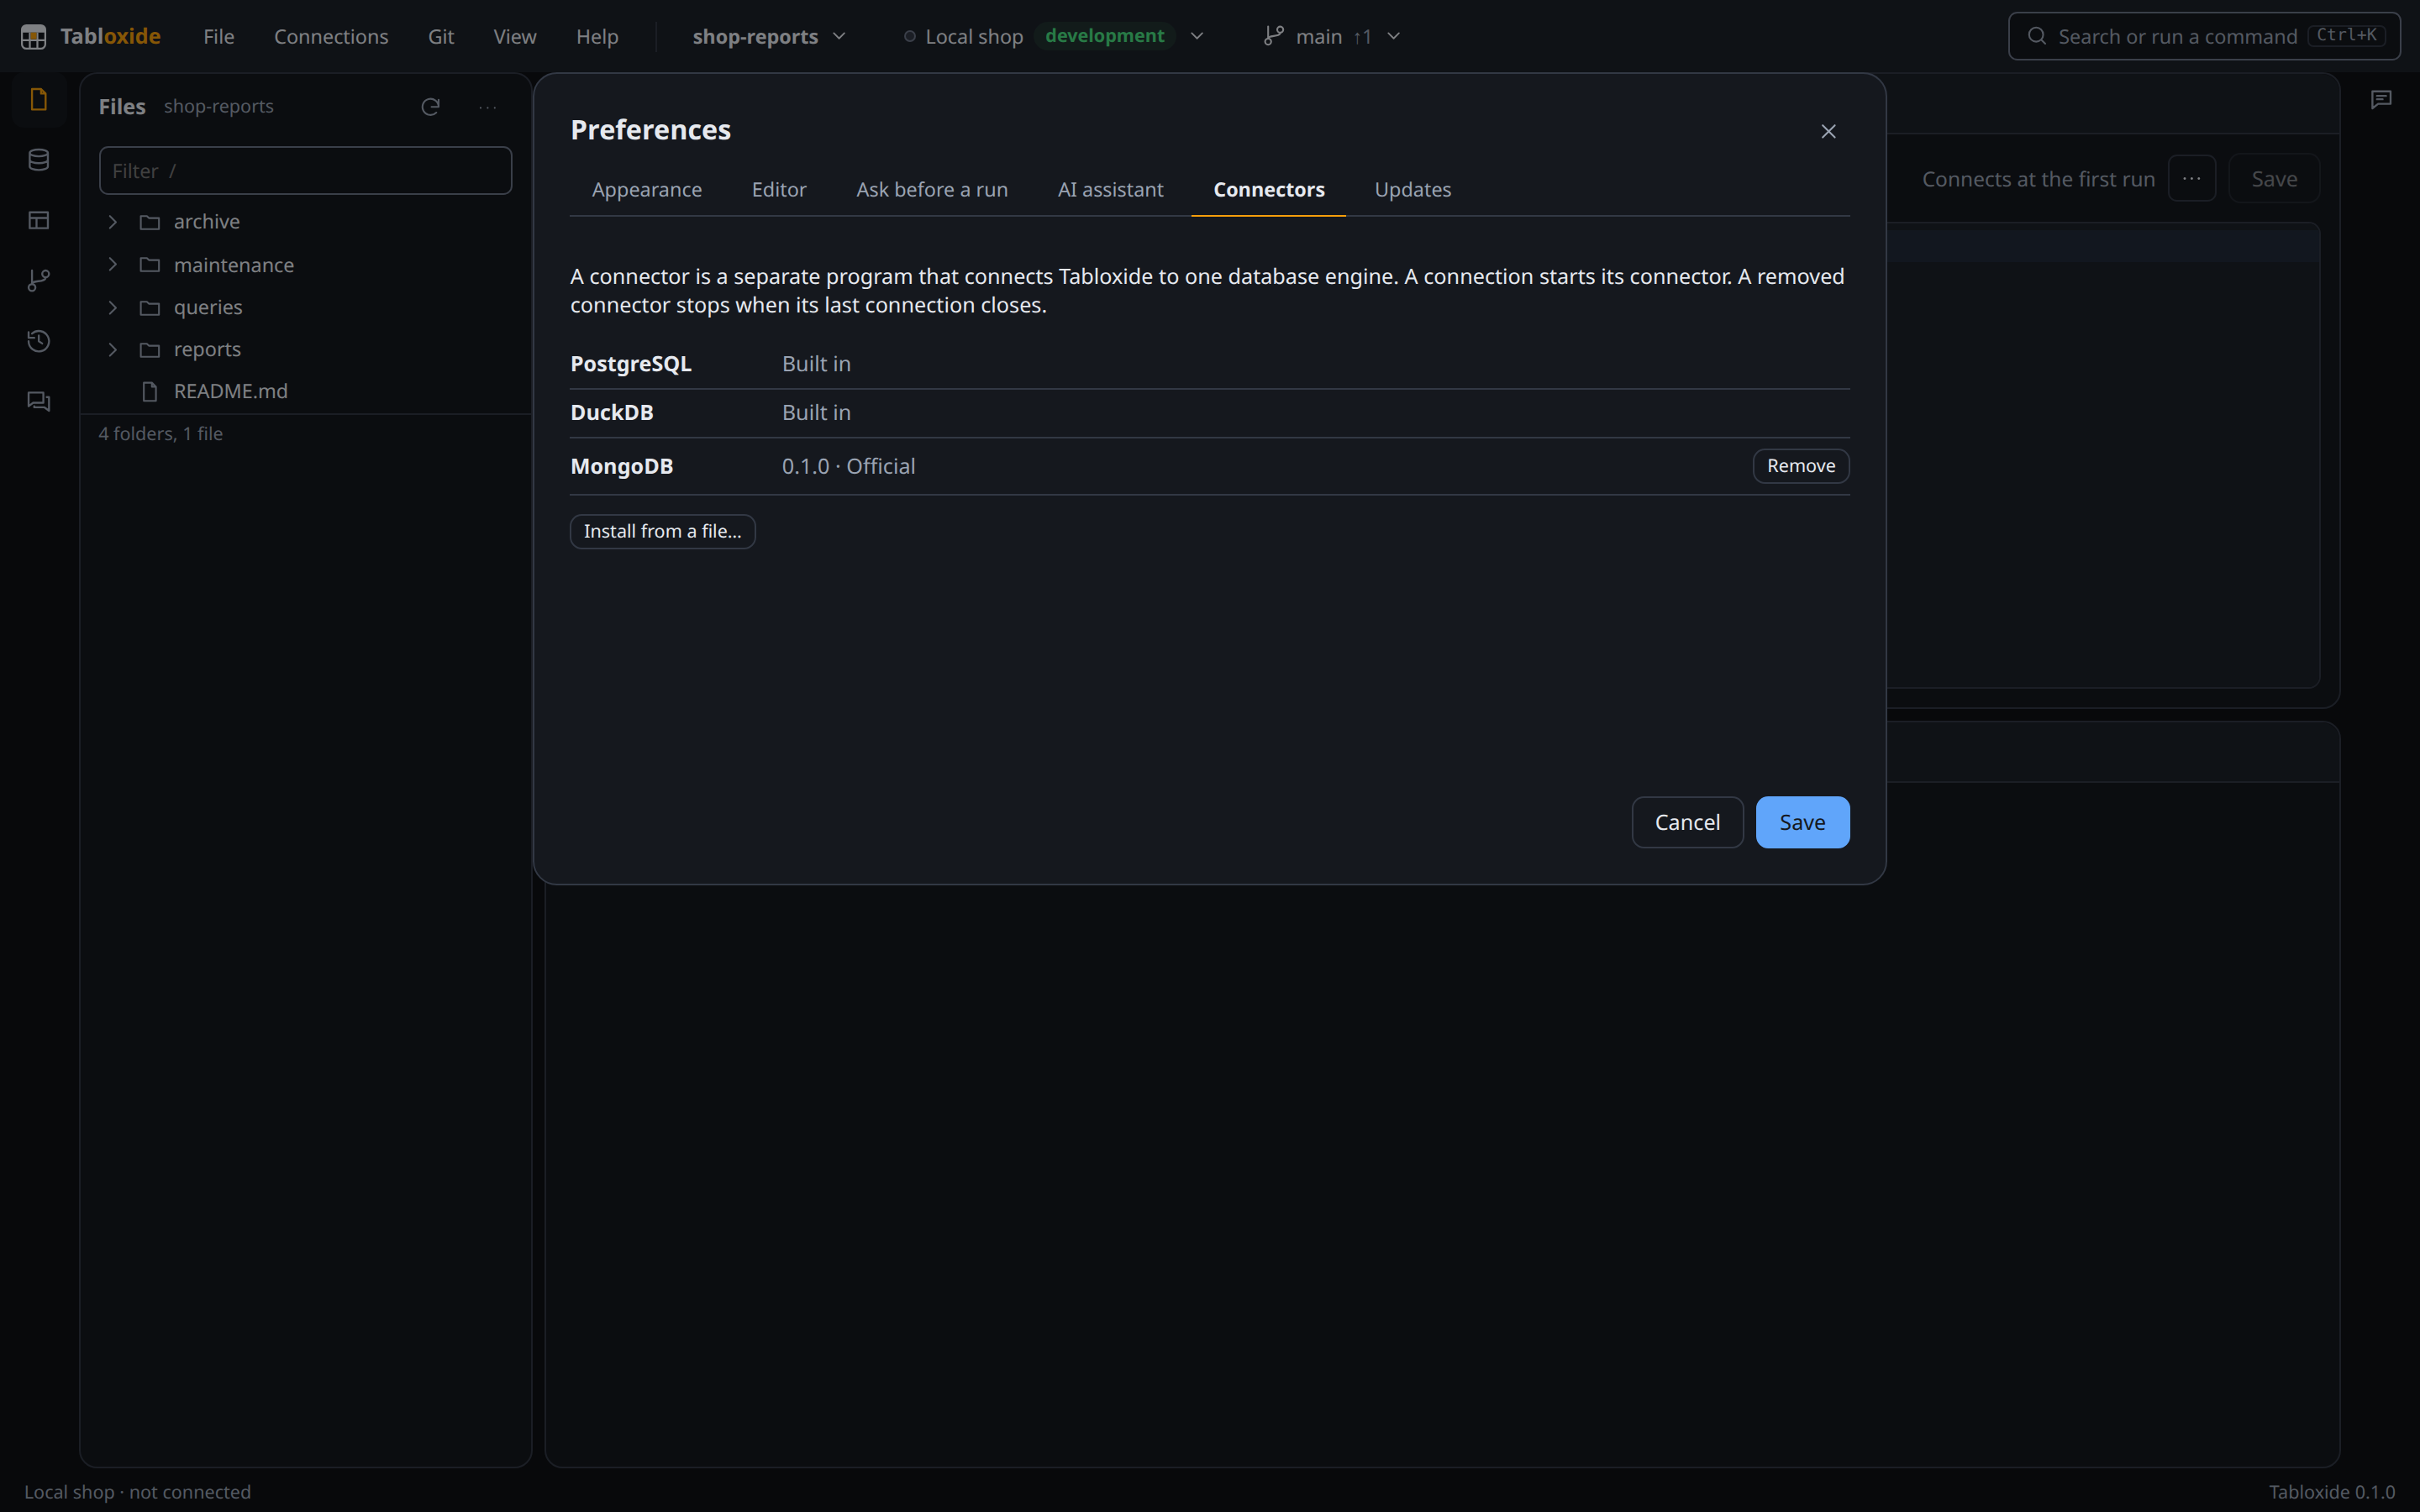 Tabloxide File Connections Git View Help shop-reports Local shop development main ↑1 Search or run a command Ctrl+K
Files shop-reports ...
Filter /
archive
maintenance
queries
reports
README.md
4 folders, 1 file
Preferences
Appearance Editor Ask before a run AI assistant Connectors Updates
A connector is a separate program that connects Tabloxide to one database engine. A connection starts its connector. A removed
connector stops when its last connection closes.
PostgreSQL Built in
DuckDB Built in
MongoDB 0.1.0 · Official Remove
Install from a file...
Cancel Save
Connects at the first run ... Save
Local shop · not connected Tabloxide 0.1.0